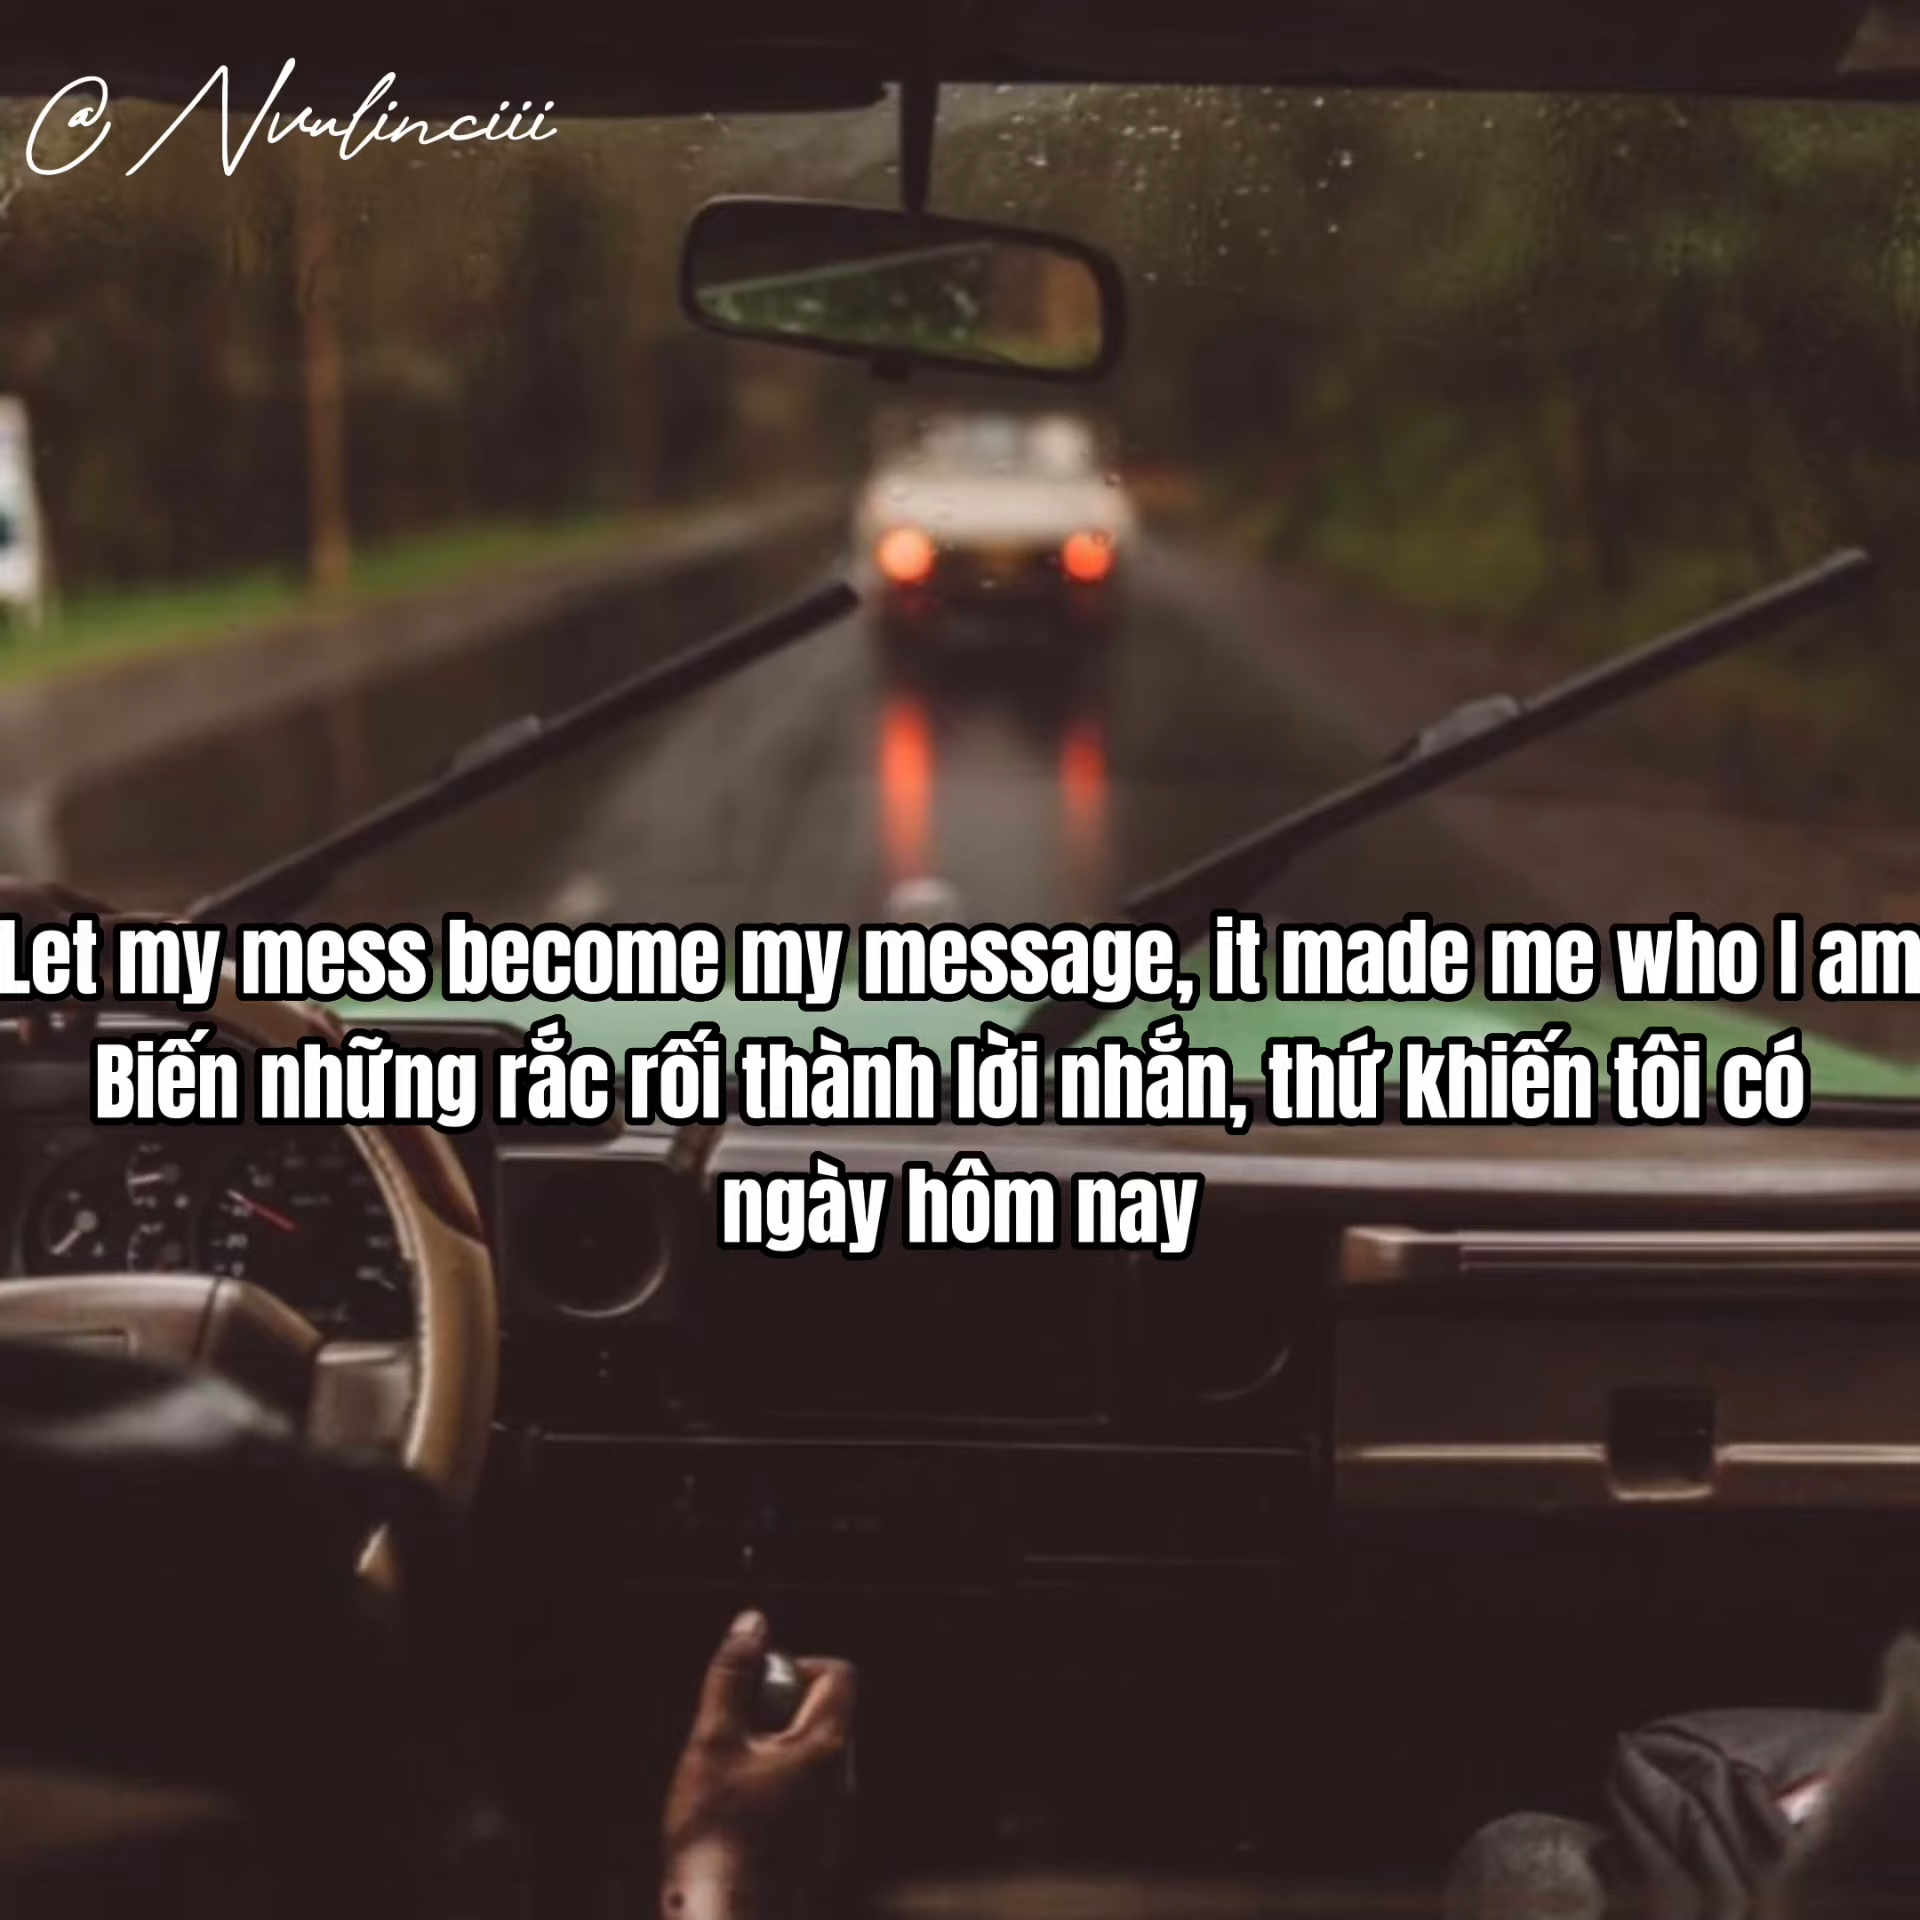 @ Nvulinciii
Let my mess become my message, it made me who I am
Biến những rắc rối thành lời nhắn, thứ khiến tôi có
ngày hôm nay